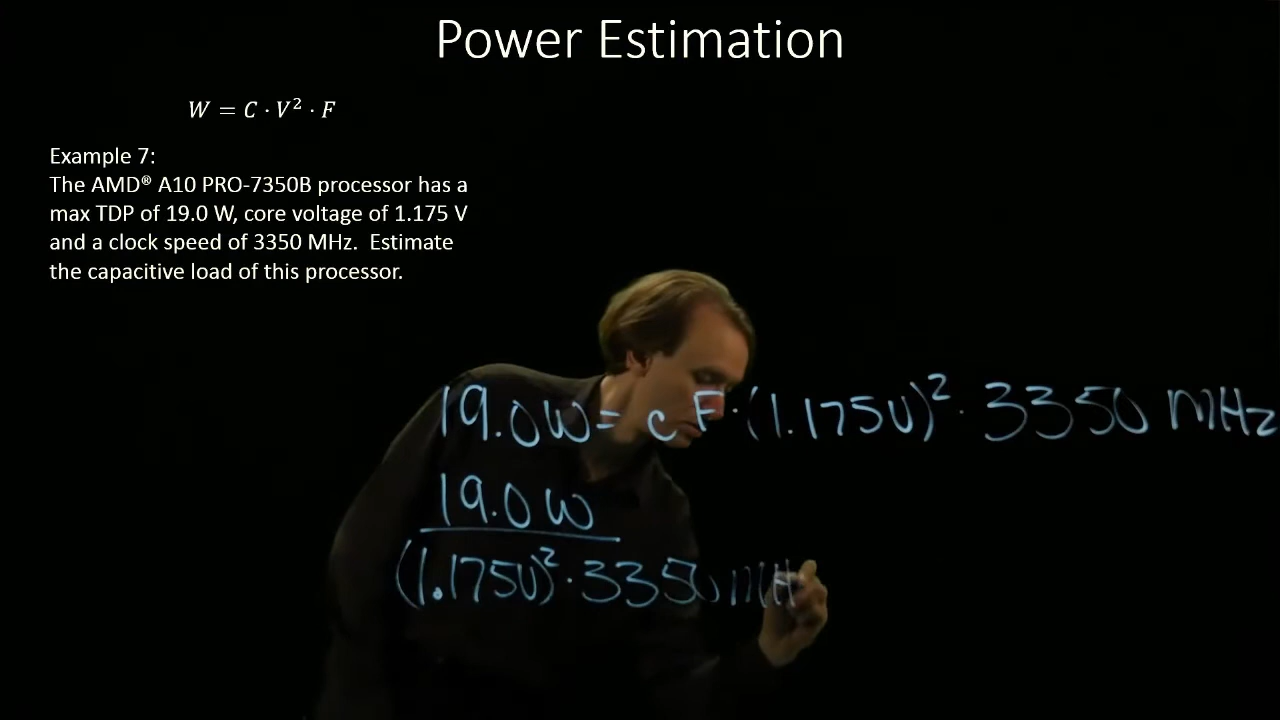 Power Estimation
W = C · V² · F
Example 7:
The AMD® A10 PRO-7350B processor has a
max TDP of 19.0 W, core voltage of 1.175 V
and a clock speed of 3350 MHz. Estimate
the capacitive load of this processor.
19.0W = c F · (1.175V)² · 3350 MHz
19.0 W
(1.175V)² · 3350 MH